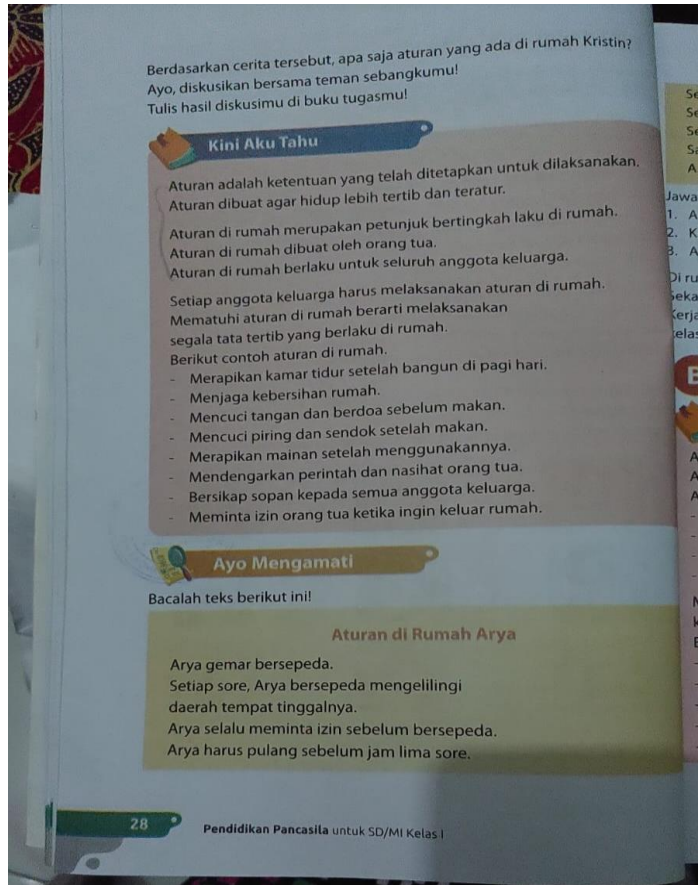 Berdasarkan cerita tersebut, apa saja aturan yang ada di rumah Kristin?
Ayo, diskusikan bersama teman sebangkumu!
Tulis hasil diskusimu di buku tugasmu!
Kini Aku Tahu
Aturan adalah ketentuan yang telah ditetapkan untuk dilaksanakan.
Aturan dibuat agar hidup lebih tertib dan teratur.
Aturan di rumah merupakan petunjuk bertingkah laku di rumah.
Aturan di rumah dibuat oleh orang tua.
Aturan di rumah berlaku untuk seluruh anggota keluarga.
Setiap anggota keluarga harus melaksanakan aturan di rumah.
Mematuhi aturan di rumah berarti melaksanakan
segala tata tertib yang berlaku di rumah.
Berikut contoh aturan di rumah.
- Merapikan kamar tidur setelah bangun di pagi hari.
- Menjaga kebersihan rumah.
- Mencuci tangan dan berdoa sebelum makan.
- Mencuci piring dan sendok setelah makan.
- Merapikan mainan setelah menggunakannya.
- Mendengarkan perintah dan nasihat orang tua.
- Bersikap sopan kepada semua anggota keluarga.
- Meminta izin orang tua ketika ingin keluar rumah.
Ayo Mengamati
Bacalah teks berikut ini!
Aturan di Rumah Arya
Arya gemar bersepeda.
Setiap sore, Arya bersepeda mengelilingi
daerah tempat tinggalnya.
Arya selalu meminta izin sebelum bersepeda.
Arya harus pulang sebelum jam lima sore.
28
Pendidikan Pancasila untuk SD/MI Kelas I